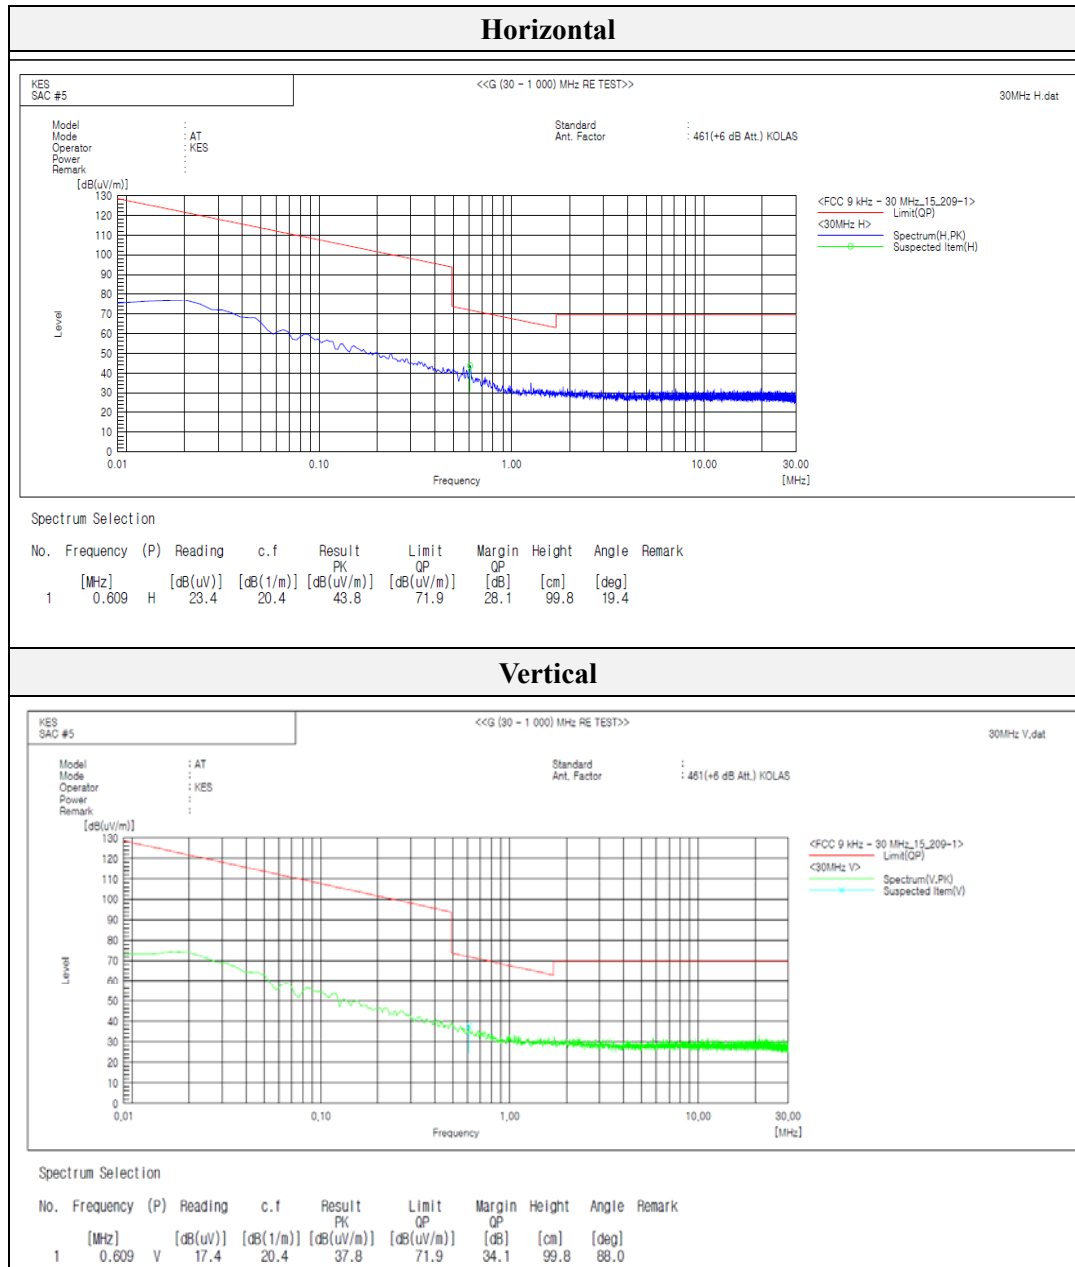 Horizontal
KES
SAC #5
<<G (30 - 1 000) MHz RE TEST>>
30MHz H.dat
Model :
Mode : AT
Operator : KES
Power :
Remark :
Standard :
Ant. Factor : 461(+6 dB Att.) KOLAS
[dB(uV/m)]
130
120
110
100
90
80
70
60
50
40
30
20
10
0
Level
0.01 0.10 1.00 10.00 30.00
Frequency [MHz]
<FCC 9 kHz - 30 MHz_15_209-1>
Limit(QP)
<30MHz H>
Spectrum(H,PK)
Suspected Item(H)
Spectrum Selection
No. Frequency (P) Reading c.f Result Limit Margin Height Angle Remark
PK QP QP
[MHz] [dB(uV)] [dB(1/m)] [dB(uV/m)] [dB(uV/m)] [dB] [cm] [deg]
1 0.609 H 23.4 20.4 43.8 71.9 28.1 99.8 19.4
Vertical
KES
SAC #5
<<G (30 - 1 000) MHz RE TEST>>
30MHz V,dat
Model : AT
Mode :
Operator : KES
Power :
Remark :
Standard :
Ant. Factor : 461(+6 dB Att.) KOLAS
[dB(uV/m)]
130
120
110
100
90
80
70
60
50
40
30
20
10
0
Level
0,01 0,10 1,00 10,00 30,00
Frequency [MHz]
<FCC 9 kHz - 30 MHz_15_209-1>
Limit(QP)
<30MHz V>
Spectrum(V,PK)
Suspected Item(V)
Spectrum Selection
No. Frequency (P) Reading c.f Result Limit Margin Height Angle Remark
PK QP QP
[MHz] [dB(uV)] [dB(1/m)] [dB(uV/m)] [dB(uV/m)] [dB] [cm] [deg]
1 0.609 V 17.4 20.4 37.8 71.9 34.1 99.8 88.0